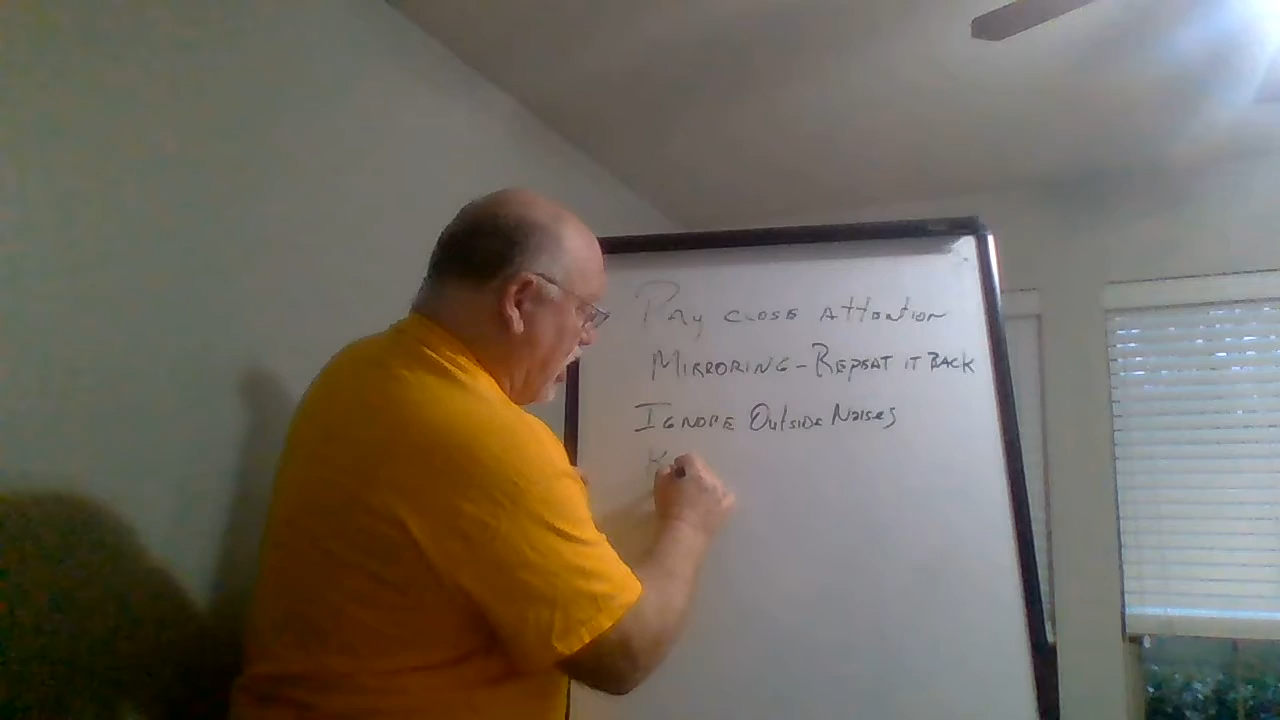 Pay close Attention
Mirroring - Repeat it Back
Ignore Outside Noises
K